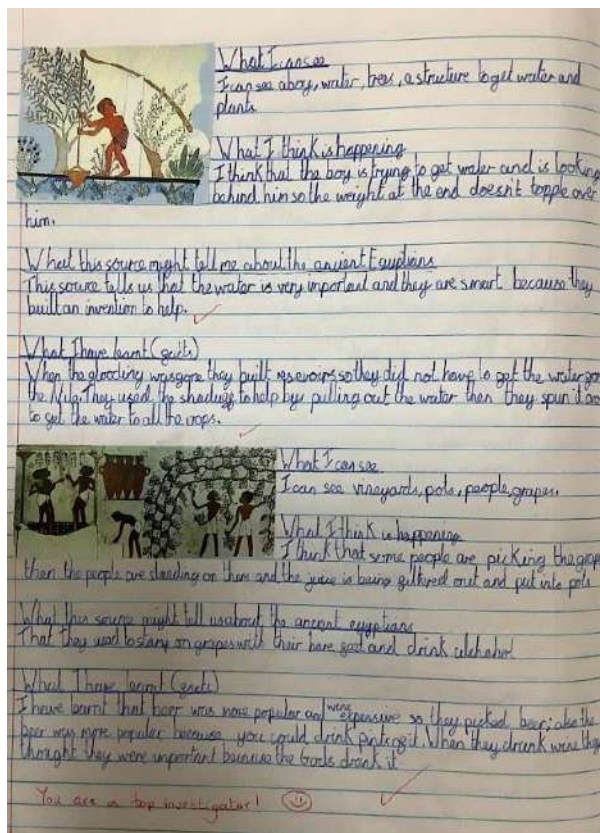 What I can see
I can see a boy, water, trees, a structure to get water and
plants
What I think is happening
I think that the boy is trying to get water and is looking
behind him so the weight at the end doesn't topple over
him.
What this source might tell me about the ancient Egyptians
This source tells us that the water is very important and they are smart because they
built an invention to help.
What I have learnt
When the flooding was gone they built reservoirs so they did not have to get the water
the Nile. They used the to help by pulling out the water then they spun it
to get the water to all the crops.
What I can see
I can see vineyards, pots, people, grapes.
What I think is happening
I think that some people are picking the
then the people are standing on them and the juice is being out and put into pots
What this source might tell us about the ancient egyptians
That they used to on grapes with their bare and drink
What I have learnt
I have learnt that beer was more popular and were expensive so they picked beer; also the
beer was more popular because you could drink pints of it. When they drank wine they
thought they were important because the Gods drank it
You are a top investigator!